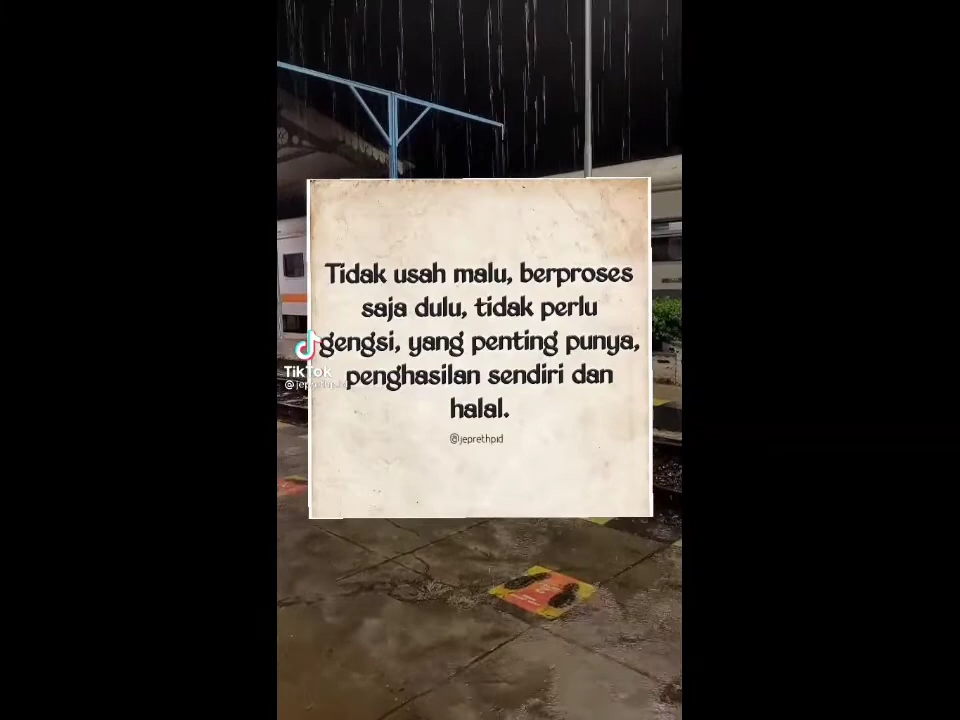 Tidak usah malu, berproses
saja dulu, tidak perlu
gengsi, yang penting punya,
penghasilan sendiri dan
halal.
@jeprethpid
TikTok